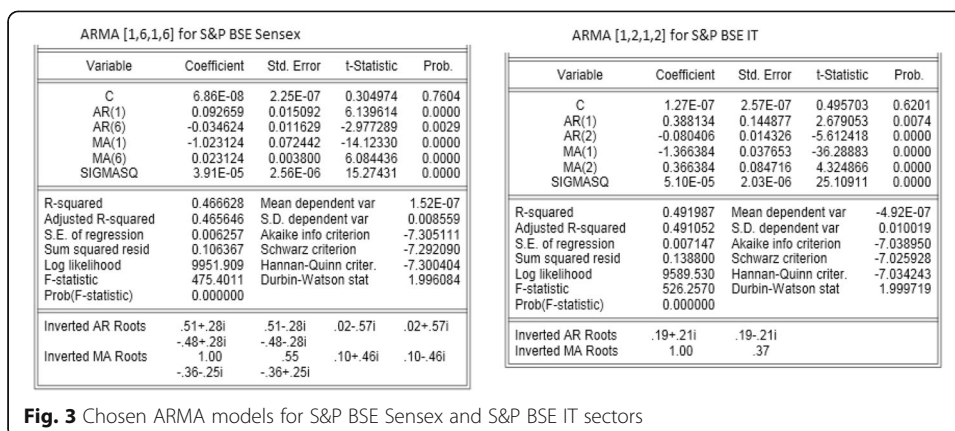 ARMA [1,6,1,6] for S&P BSE Sensex
Variable Coefficient Std. Error t-Statistic Prob.
C 6.86E-08 2.25E-07 0.304974 0.7604
AR(1) 0.092659 0.015092 6.139614 0.0000
AR(6) -0.034624 0.011629 -2.977289 0.0029
MA(1) -1.023124 0.072442 -14.12330 0.0000
MA(6) 0.023124 0.003800 6.084436 0.0000
SIGMASQ 3.91E-05 2.56E-06 15.27431 0.0000
R-squared 0.466628 Mean dependent var 1.52E-07
Adjusted R-squared 0.465646 S.D. dependent var 0.008559
S.E. of regression 0.006257 Akaike info criterion -7.305111
Sum squared resid 0.106367 Schwarz criterion -7.292090
Log likelihood 9951.909 Hannan-Quinn criter. -7.300404
F-statistic 475.4011 Durbin-Watson stat 1.996084
Prob(F-statistic) 0.000000
Inverted AR Roots .51+.28i .51-.28i .02-.57i .02+.57i
-.48+.28i -.48-.28i
Inverted MA Roots 1.00 .55 .10+.46i .10-.46i
-.36-.25i -.36+.25i
ARMA [1,2,1,2] for S&P BSE IT
Variable Coefficient Std. Error t-Statistic Prob.
C 1.27E-07 2.57E-07 0.495703 0.6201
AR(1) 0.388134 0.144877 2.679053 0.0074
AR(2) -0.080406 0.014326 -5.612418 0.0000
MA(1) -1.366384 0.037653 -36.28883 0.0000
MA(2) 0.366384 0.084716 4.324866 0.0000
SIGMASQ 5.10E-05 2.03E-06 25.10911 0.0000
R-squared 0.491987 Mean dependent var -4.92E-07
Adjusted R-squared 0.491052 S.D. dependent var 0.010019
S.E. of regression 0.007147 Akaike info criterion -7.038950
Sum squared resid 0.138800 Schwarz criterion -7.025928
Log likelihood 9589.530 Hannan-Quinn criter. -7.034243
F-statistic 526.2570 Durbin-Watson stat 1.999719
Prob(F-statistic) 0.000000
Inverted AR Roots .19+.21i .19-.21i
Inverted MA Roots 1.00 .37
Fig. 3 Chosen ARMA models for S&P BSE Sensex and S&P BSE IT sectors